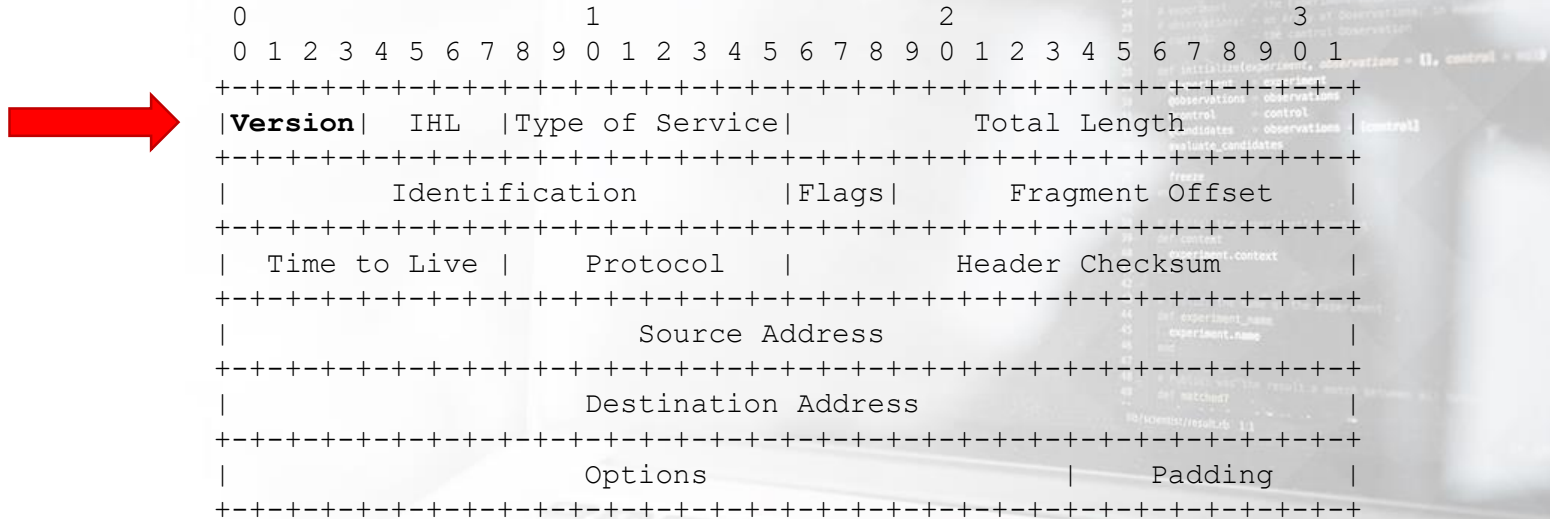 0                   1                   2                   3
0 1 2 3 4 5 6 7 8 9 0 1 2 3 4 5 6 7 8 9 0 1 2 3 4 5 6 7 8 9 0 1
+-+-+-+-+-+-+-+-+-+-+-+-+-+-+-+-+-+-+-+-+-+-+-+-+-+-+-+-+-+-+-+-+
|Version|  IHL  |Type of Service|          Total Length         |
+-+-+-+-+-+-+-+-+-+-+-+-+-+-+-+-+-+-+-+-+-+-+-+-+-+-+-+-+-+-+-+-+
|         Identification        |Flags|      Fragment Offset    |
+-+-+-+-+-+-+-+-+-+-+-+-+-+-+-+-+-+-+-+-+-+-+-+-+-+-+-+-+-+-+-+-+
|  Time to Live |    Protocol   |         Header Checksum       |
+-+-+-+-+-+-+-+-+-+-+-+-+-+-+-+-+-+-+-+-+-+-+-+-+-+-+-+-+-+-+-+-+
|                       Source Address                          |
+-+-+-+-+-+-+-+-+-+-+-+-+-+-+-+-+-+-+-+-+-+-+-+-+-+-+-+-+-+-+-+-+
|                    Destination Address                        |
+-+-+-+-+-+-+-+-+-+-+-+-+-+-+-+-+-+-+-+-+-+-+-+-+-+-+-+-+-+-+-+-+
|                    Options                    |    Padding    |
+-+-+-+-+-+-+-+-+-+-+-+-+-+-+-+-+-+-+-+-+-+-+-+-+-+-+-+-+-+-+-+-+